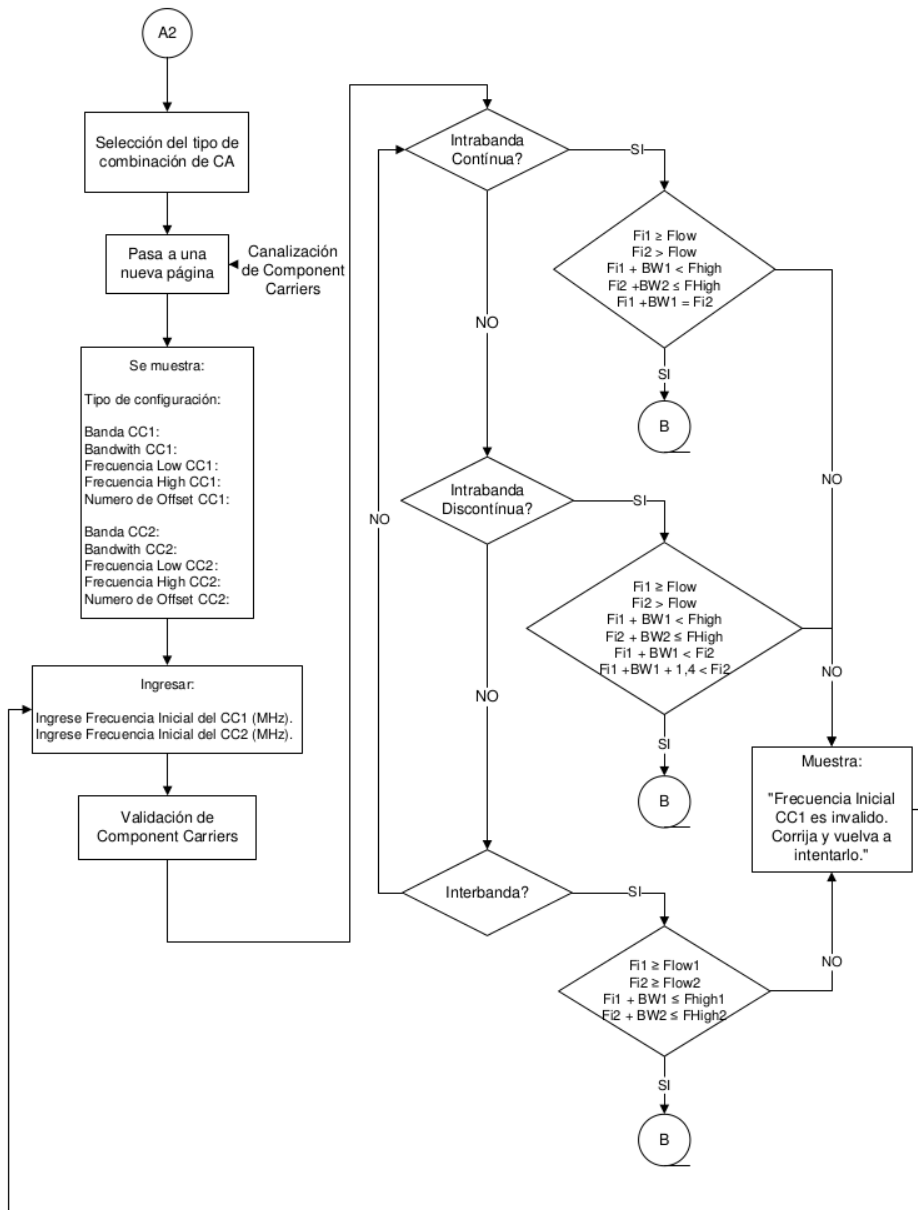 A2
Selección del tipo de
combinación de CA
Pasa a una
nueva página
Canalización
de Component
Carriers
Se muestra:
Tipo de configuración:
Banda CC1:
Bandwith CC1:
Frecuencia Low CC1:
Frecuencia High CC1:
Numero de Offset CC1:
Banda CC2:
Bandwith CC2:
Frecuencia Low CC2:
Frecuencia High CC2:
Numero de Offset CC2:
Ingresar:
Ingrese Frecuencia Inicial del CC1 (MHz).
Ingrese Frecuencia Inicial del CC2 (MHz).
Validación de
Component Carriers
Intrabanda
Contínua?
SI
Fi1 ≥ Flow
Fi2 > Flow
Fi1 + BW1 < Fhigh
Fi2 +BW2 ≤ FHigh
Fi1 +BW1 = Fi2
SI
B
NO
NO
NO
Intrabanda
Discontínua?
SI
Fi1 ≥ Flow
Fi2 > Flow
Fi1 + BW1 < Fhigh
Fi2 + BW2 ≤ FHigh
Fi1 + BW1 < Fi2
Fi1 +BW1 + 1,4 < Fi2
NO
SI
B
NO
Muestra:
"Frecuencia Inicial
CC1 es invalido.
Corrija y vuelva a
intentarlo."
Interbanda?
SI
Fi1 ≥ Flow1
Fi2 ≥ Flow2
Fi1 + BW1 ≤ Fhigh1
Fi2 + BW2 ≤ FHigh2
NO
SI
B